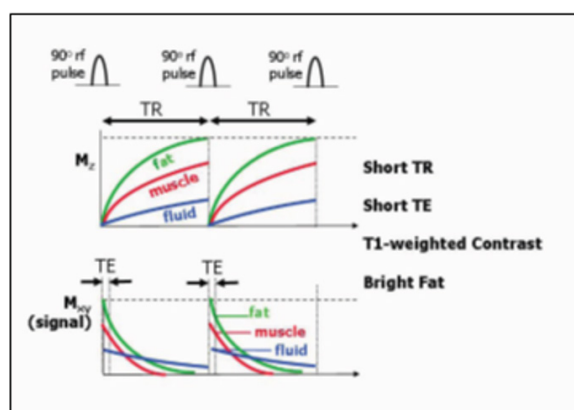 90° rf pulse
90° rf pulse
90° rf pulse
TR
TR
Mz
fat
muscle
fluid
Short TR
Short TE
T1-weighted Contrast
Bright Fat
TE
TE
Mxy
(signal)
fat
muscle
fluid